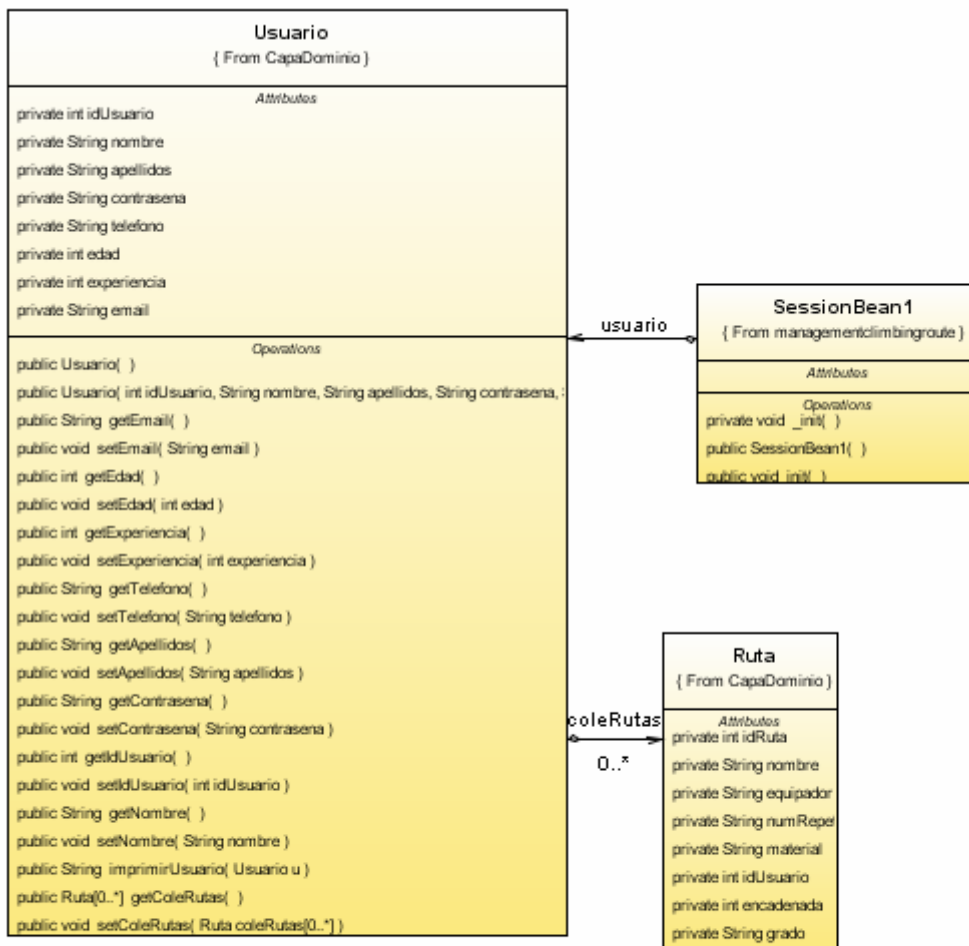 Usuario
{ From CapaDominio }
Attributes
private int idUsuario
private String nombre
private String apellidos
private String contrasena
private String telefono
private int edad
private int experiencia
private String email
Operations
public Usuario( )
public Usuario( int idUsuario, String nombre, String apellidos, String contrasena,
public String getEmail( )
public void setEmail( String email )
public int getEdad( )
public void setEdad( int edad )
public int getExperiencia( )
public void setExperiencia( int experiencia )
public String getTelefono( )
public void setTelefono( String telefono )
public String getApellidos( )
public void setApellidos( String apellidos )
public String getContrasena( )
public void setContrasena( String contrasena )
public int getIdUsuario( )
public void setIdUsuario( int idUsuario )
public String getNombre( )
public void setNombre( String nombre )
public String imprimirUsuario( Usuario u )
public Ruta[0..*] getColeRutas( )
public void setColeRutas( Ruta coleRutas[0..*] )
usuario
SessionBean1
{ From managementclimbingroute }
Attributes
Operations
private void _init( )
public SessionBean1( )
public void init( )
coleRutas
0..*
Ruta
{ From CapaDominio }
Attributes
private int idRuta
private String nombre
private String equipador
private String numRepet
private String material
private int idUsuario
private int encadenada
private String grado